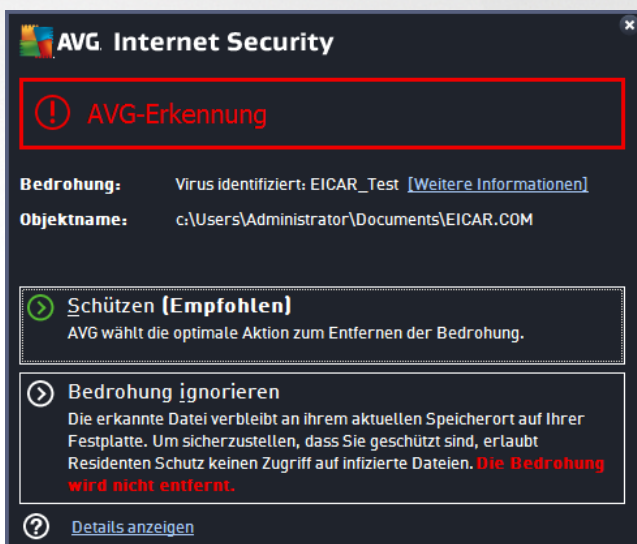 AVG. Internet Security
AVG-Erkennung
Bedrohung: Virus identifiziert: EICAR_Test [Weitere Informationen]
Objektname: c:\Users\Administrator\Documents\EICAR.COM
Schützen (Empfohlen)
AVG wählt die optimale Aktion zum Entfernen der Bedrohung.
Bedrohung ignorieren
Die erkannte Datei verbleibt an ihrem aktuellen Speicherort auf Ihrer
Festplatte. Um sicherzustellen, dass Sie geschützt sind, erlaubt
Residenten Schutz keinen Zugriff auf infizierte Dateien. Die Bedrohung
wird nicht entfernt.
Details anzeigen